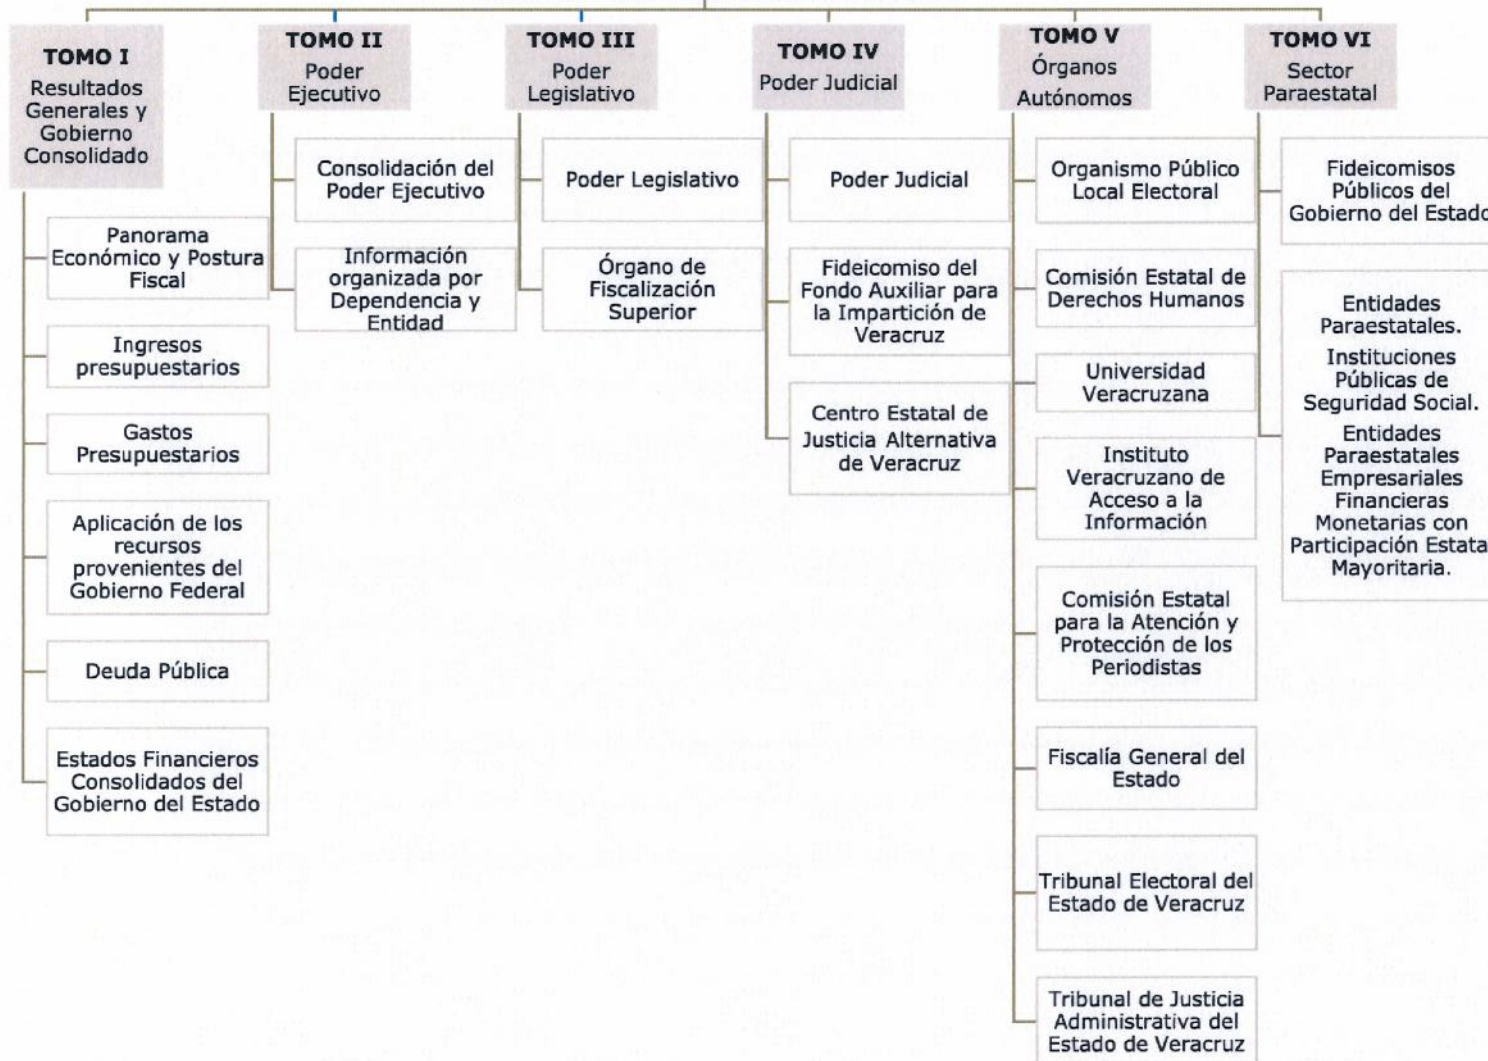 TOMO I
Resultados
Generales y
Gobierno
Consolidado
Panorama
Económico y Postura
Fiscal
Ingresos
presupuestarios
Gastos
Presupuestarios
Aplicación de los
recursos
provenientes del
Gobierno Federal
Deuda Pública
Estados Financieros
Consolidados del
Gobierno del Estado
TOMO II
Poder
Ejecutivo
Consolidación del
Poder Ejecutivo
Información
organizada por
Dependencia y
Entidad
TOMO III
Poder
Legislativo
Poder Legislativo
Órgano de
Fiscalización
Superior
TOMO IV
Poder Judicial
Poder Judicial
Fideicomiso del
Fondo Auxiliar para
la Impartición de
Veracruz
Centro Estatal de
Justicia Alternativa
de Veracruz
TOMO V
Órganos
Autónomos
Organismo Público
Local Electoral
Comisión Estatal de
Derechos Humanos
Universidad
Veracruzana
Instituto
Veracruzano de
Acceso a la
Información
Comisión Estatal
para la Atención y
Protección de los
Periodistas
Fiscalía General del
Estado
Tribunal Electoral del
Estado de Veracruz
Tribunal de Justicia
Administrativa del
Estado de Veracruz
TOMO VI
Sector
Paraestatal
Fideicomisos
Públicos del
Gobierno del Estado
Entidades
Paraestatales.
Instituciones
Públicas de
Seguridad Social.
Entidades
Paraestatales
Empresariales
Financieras
Monetarias con
Participación Estata
Mayoritaria.